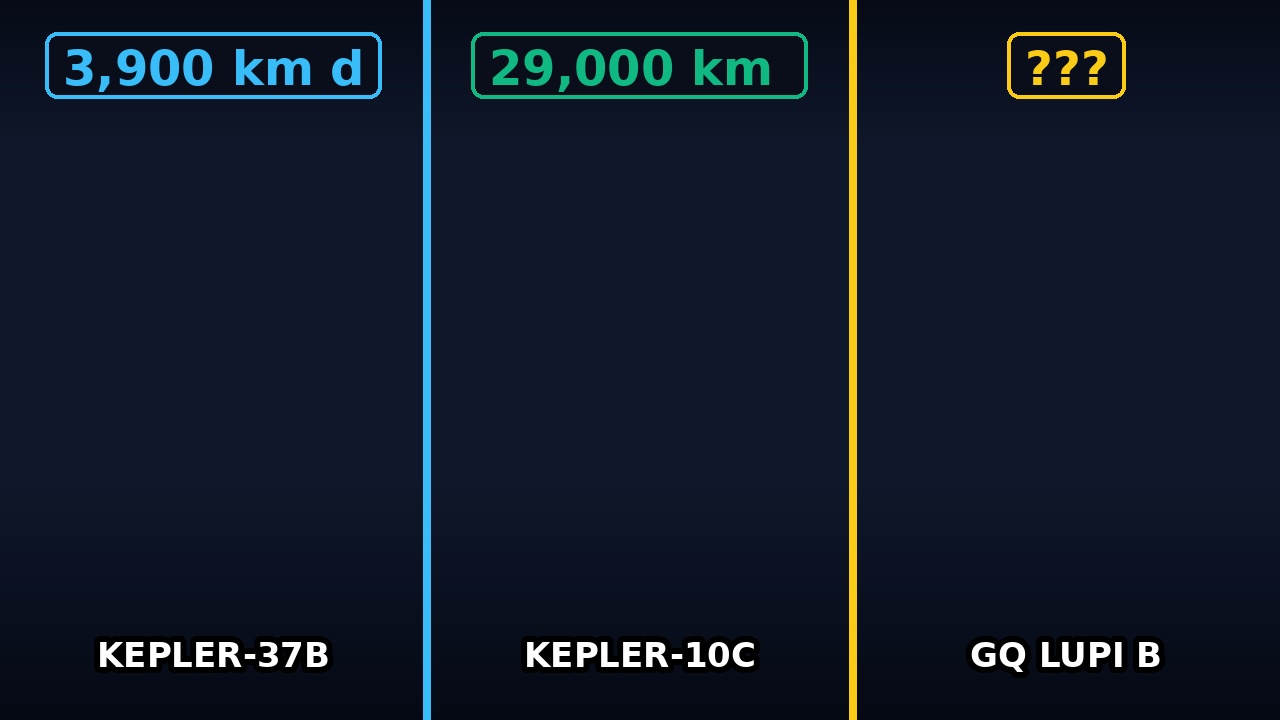 3,900 km d
29,000 km
???
KEPLER-37B
KEPLER-10C
GQ LUPI B